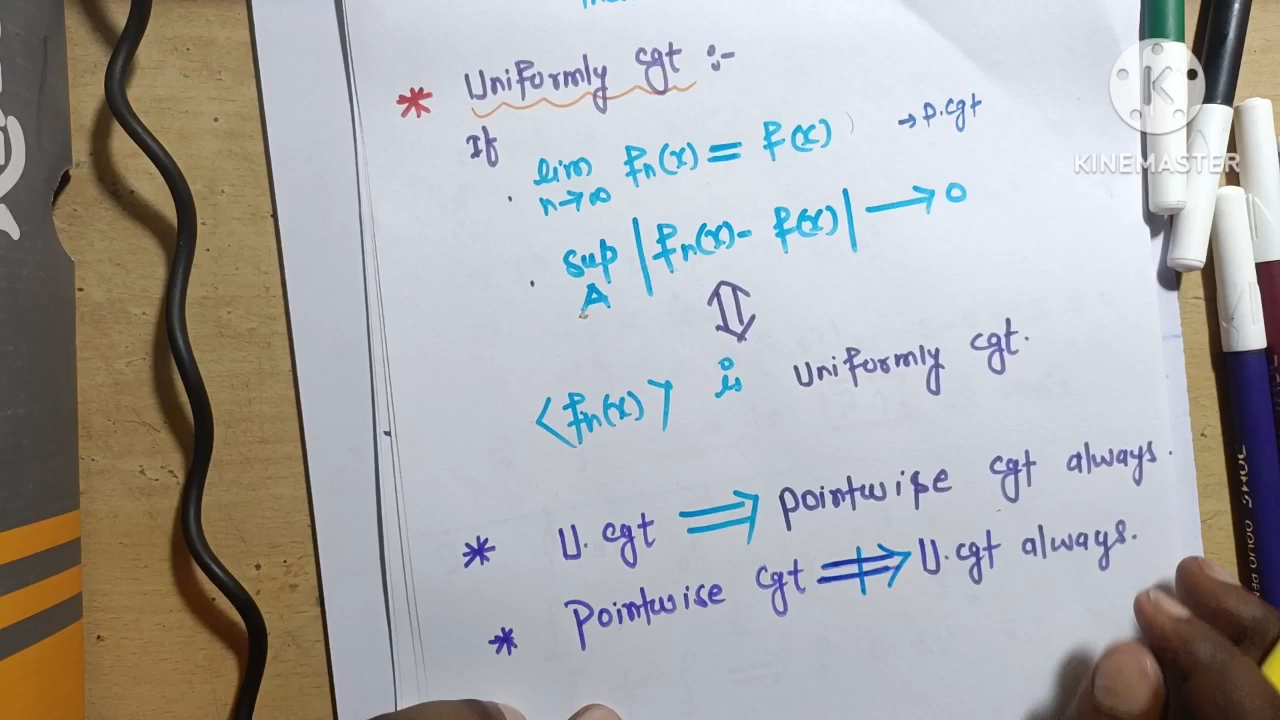 * Uniformly cgt :-
If
lim fn(x) = f(x) → p.cgt
n→∞
sup |fn(x) - f(x)| → 0
A
⇕
<fn(x)> is uniformly cgt.
* U. cgt ⟹ pointwise cgt always.
* Pointwise cgt ⇏ U.cgt always.
K
KINEMASTER